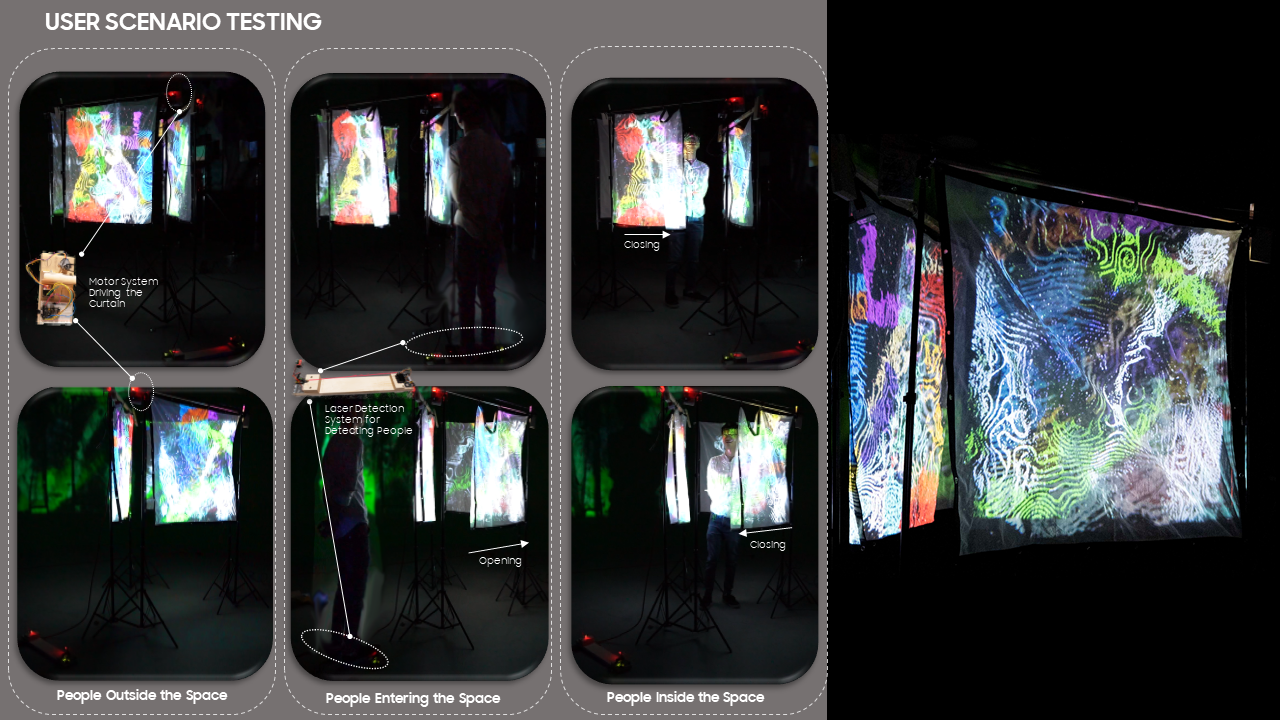 USER SCENARIO TESTING
Motor System
Driving the
Curtain
Laser Detection
System for
Detecting People
Closing
Opening
Closing
People Outside the Space
People Entering the Space
People Inside the Space